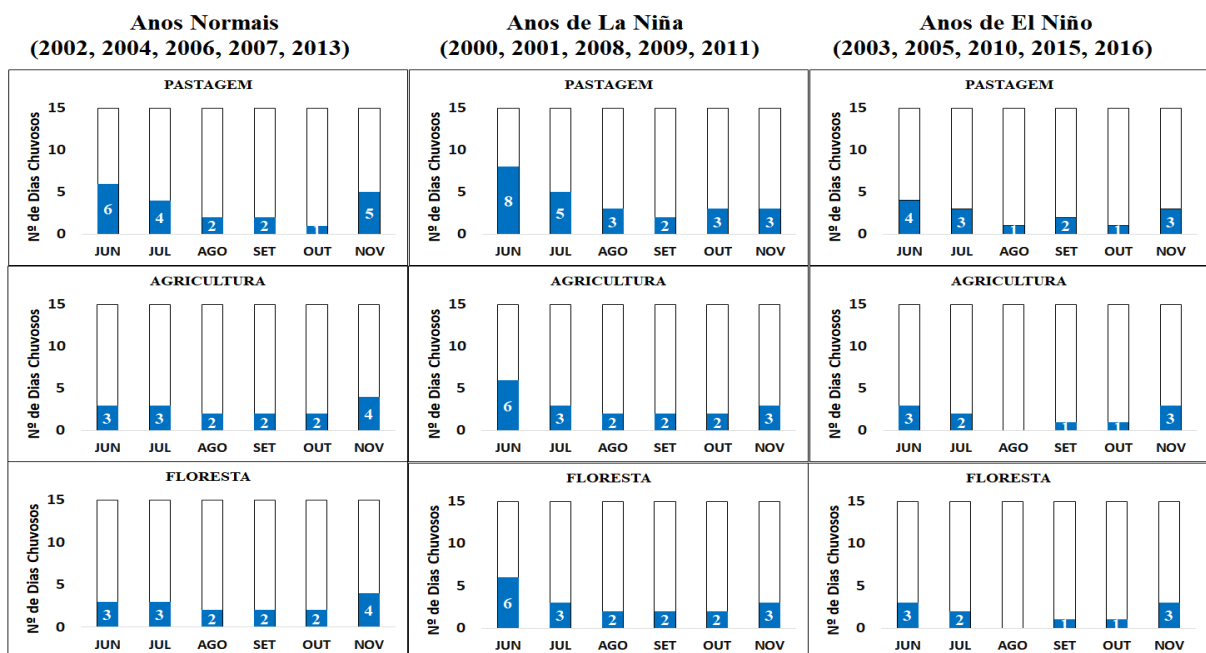 Anos Normais
(2002, 2004, 2006, 2007, 2013)
Anos de La Niña
(2000, 2001, 2008, 2009, 2011)
Anos de El Niño
(2003, 2005, 2010, 2015, 2016)
PASTAGEM
Nº de Dias Chuvosos
15
10
5
0
6 4 2 2 1 5
JUN JUL AGO SET OUT NOV
PASTAGEM
Nº de Dias Chuvosos
15
10
5
0
8 5 3 2 3 3
JUN JUL AGO SET OUT NOV
PASTAGEM
Nº de Dias Chuvosos
15
10
5
0
4 3 1 2 1 3
JUN JUL AGO SET OUT NOV
AGRICULTURA
Nº de Dias Chuvosos
15
10
5
0
3 3 2 2 2 4
JUN JUL AGO SET OUT NOV
AGRICULTURA
Nº de Dias Chuvosos
15
10
5
0
6 3 2 2 2 3
JUN JUL AGO SET OUT NOV
AGRICULTURA
Nº de Dias Chuvosos
15
10
5
0
3 2 1 1 3
JUN JUL AGO SET OUT NOV
FLORESTA
Nº de Dias Chuvosos
15
10
5
0
3 3 2 2 2 4
JUN JUL AGO SET OUT NOV
FLORESTA
Nº de Dias Chuvosos
15
10
5
0
6 3 2 2 2 3
JUN JUL AGO SET OUT NOV
FLORESTA
Nº de Dias Chuvosos
15
10
5
0
3 2 1 1 3
JUN JUL AGO SET OUT NOV